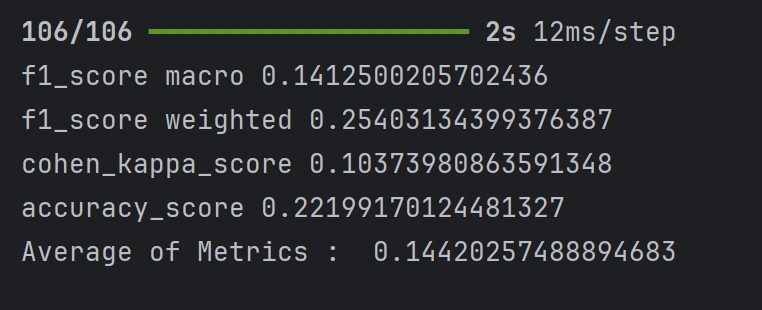 106/106 ━━━━━━━━━━━━━━━━━━━━ 2s 12ms/step
f1_score macro 0.1412500205702436
f1_score weighted 0.25403134399376387
cohen_kappa_score 0.10373980863591348
accuracy_score 0.22199170124481327
Average of Metrics :  0.14420257488894683